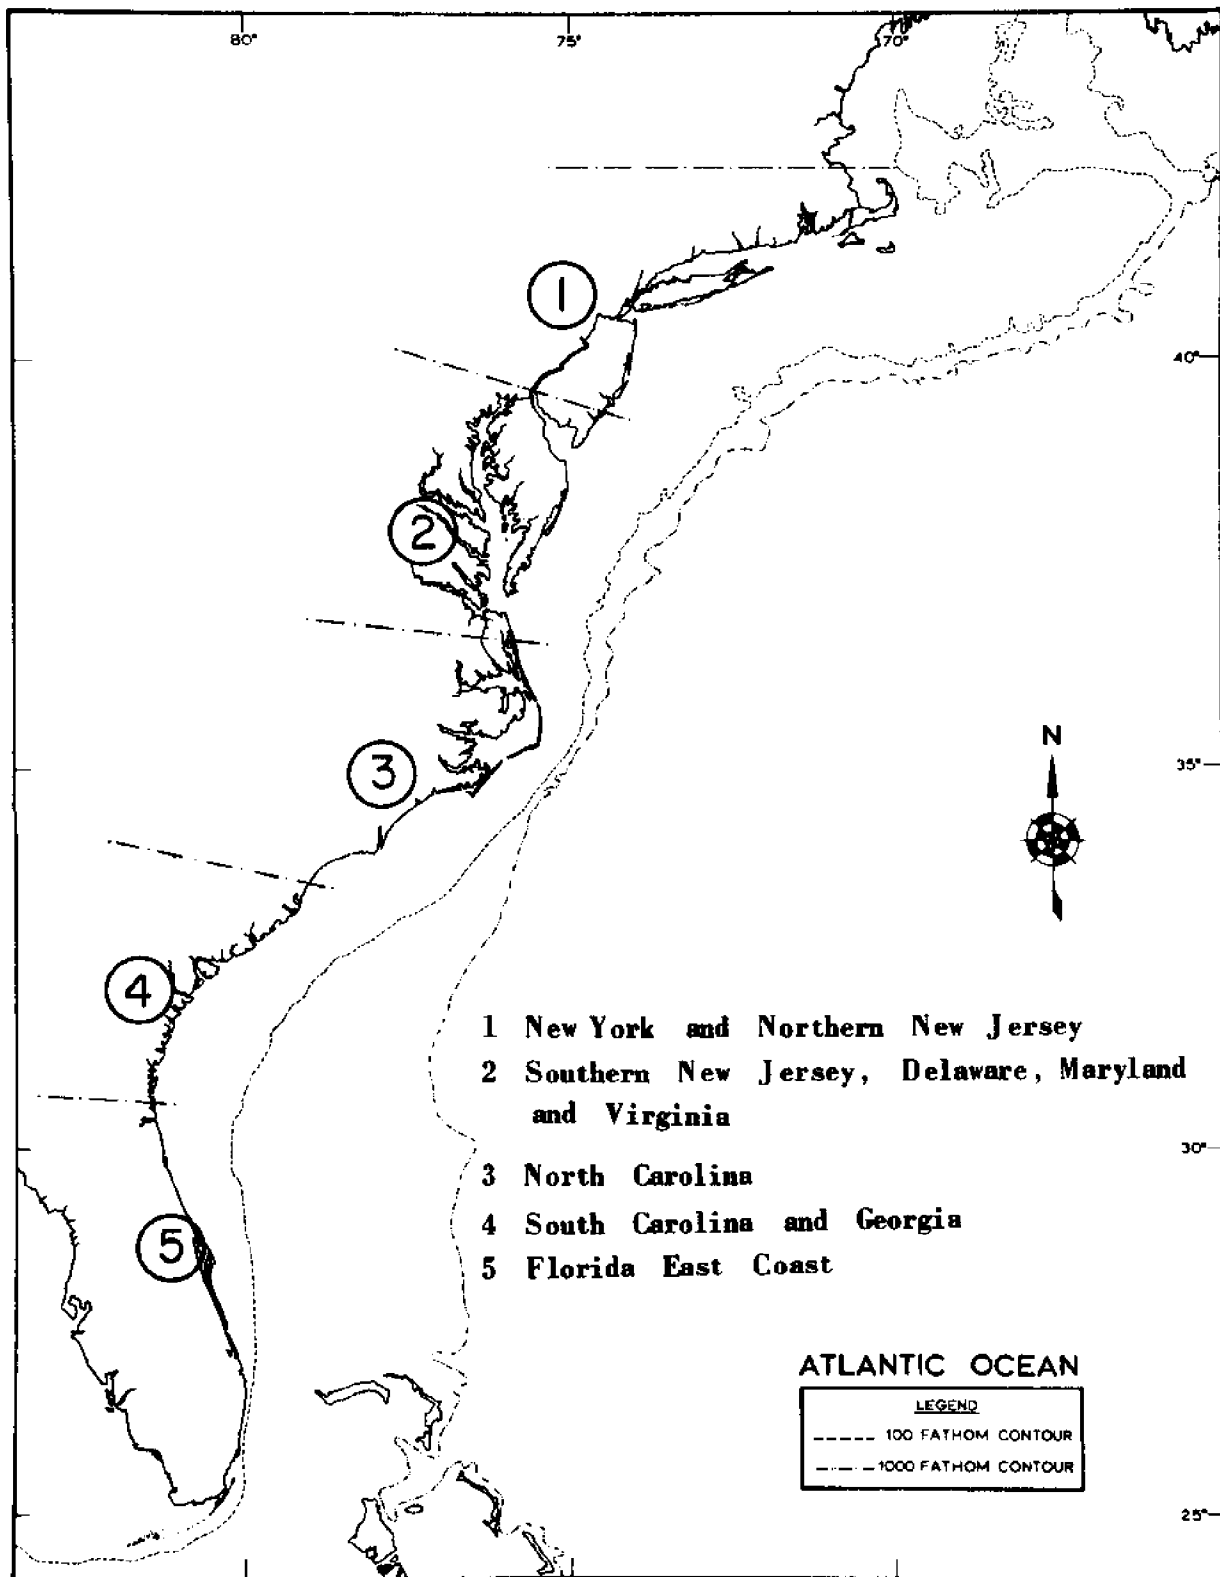 80° 75° 70°
1
40°
2
N
3
35°
4
1 New York and Northern New Jersey
2 Southern New Jersey, Delaware, Maryland
and Virginia
30°
3 North Carolina
4 South Carolina and Georgia
5
5 Florida East Coast
ATLANTIC OCEAN
LEGEND
100 FATHOM CONTOUR
1000 FATHOM CONTOUR
25°